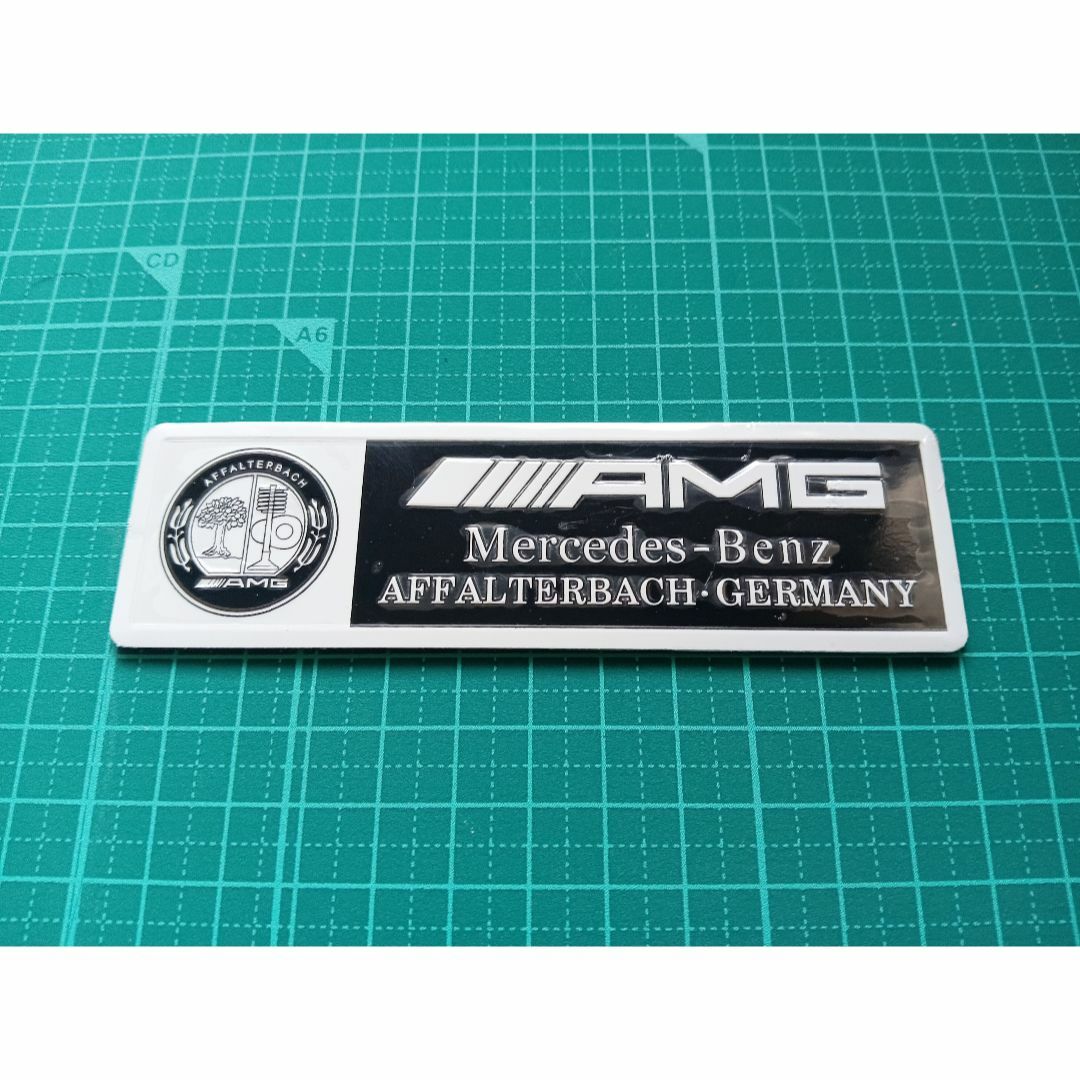 CD
A6
AFFALTERBACH
AMG
AMG
Mercedes-Benz
AFFALTERBACH·GERMANY